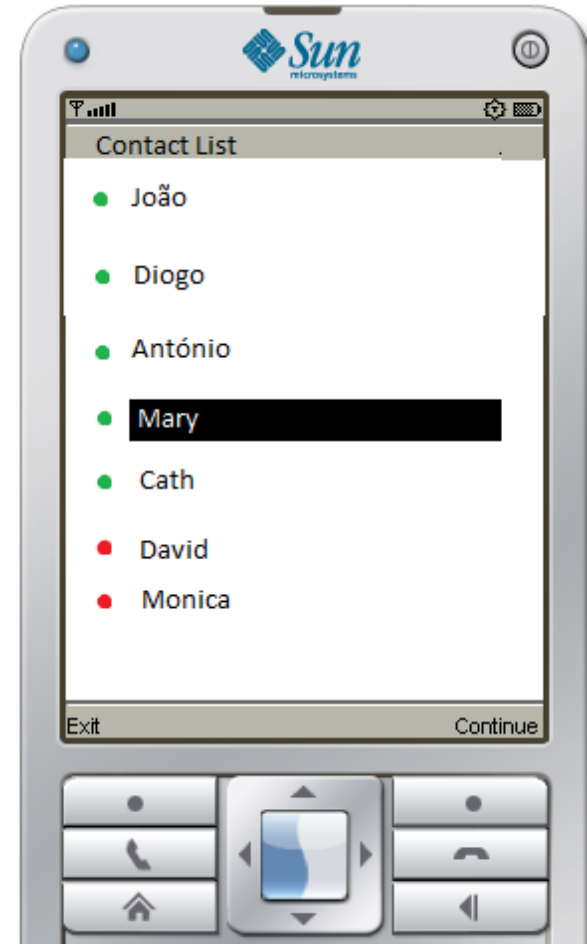 Sun
microsystems
Contact List
João
Diogo
António
Mary
Cath
David
Monica
Exit Continue